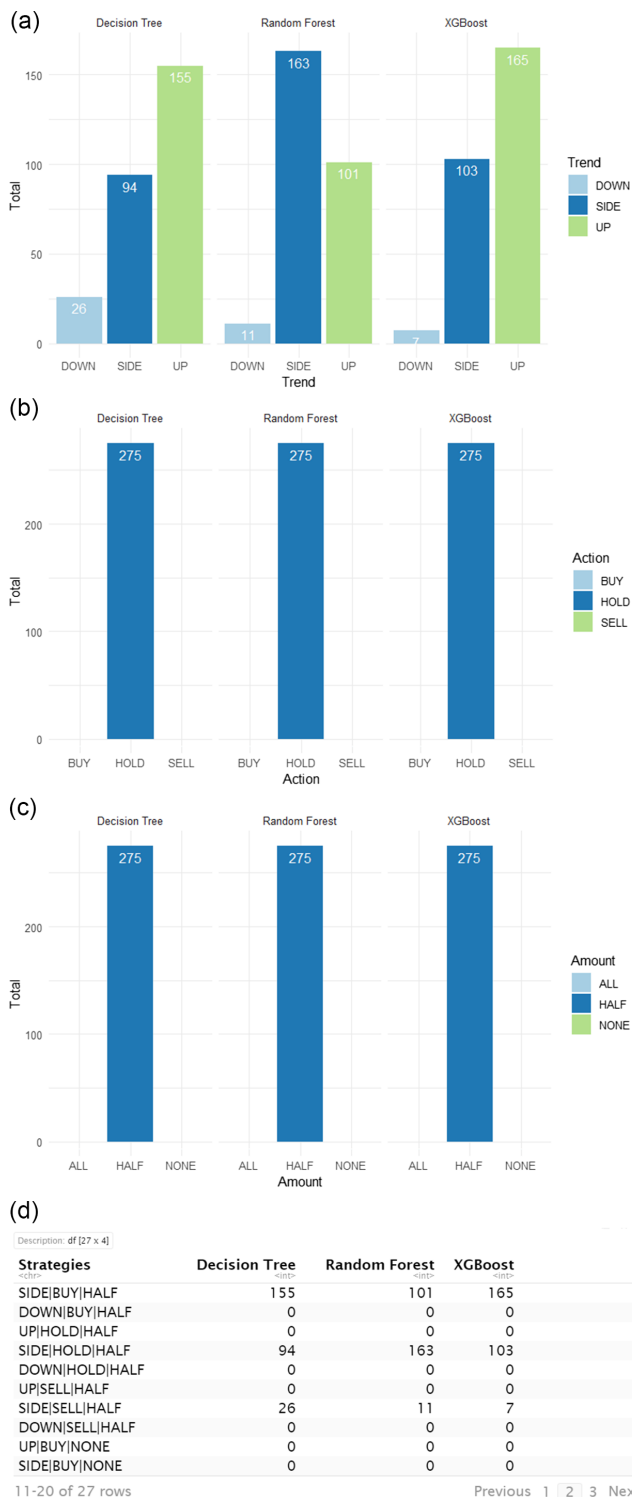 (a)
Decision Tree Random Forest XGBoost
150
100
50
0
Total
26 94 155
11 163 101
7 103 165
DOWN SIDE UP DOWN SIDE UP DOWN SIDE UP
Trend
Trend
DOWN
SIDE
UP
(b)
Decision Tree Random Forest XGBoost
200
100
0
Total
275 275 275
BUY HOLD SELL BUY HOLD SELL BUY HOLD SELL
Action
Action
BUY
HOLD
SELL
(c)
Decision Tree Random Forest XGBoost
200
100
0
Total
275 275 275
ALL HALF NONE ALL HALF NONE ALL HALF NONE
Amount
Amount
ALL
HALF
NONE
(d)
Description: df [27 x 4]
Strategies Decision Tree Random Forest XGBoost
<chr> <int> <int> <int>
SIDE|BUY|HALF 155 101 165
DOWN|BUY|HALF 0 0 0
UP|HOLD|HALF 0 0 0
SIDE|HOLD|HALF 94 163 103
DOWN|HOLD|HALF 0 0 0
UP|SELL|HALF 0 0 0
SIDE|SELL|HALF 26 11 7
DOWN|SELL|HALF 0 0 0
UP|BUY|NONE 0 0 0
SIDE|BUY|NONE 0 0 0
11-20 of 27 rows Previous 1 2 3 Nex